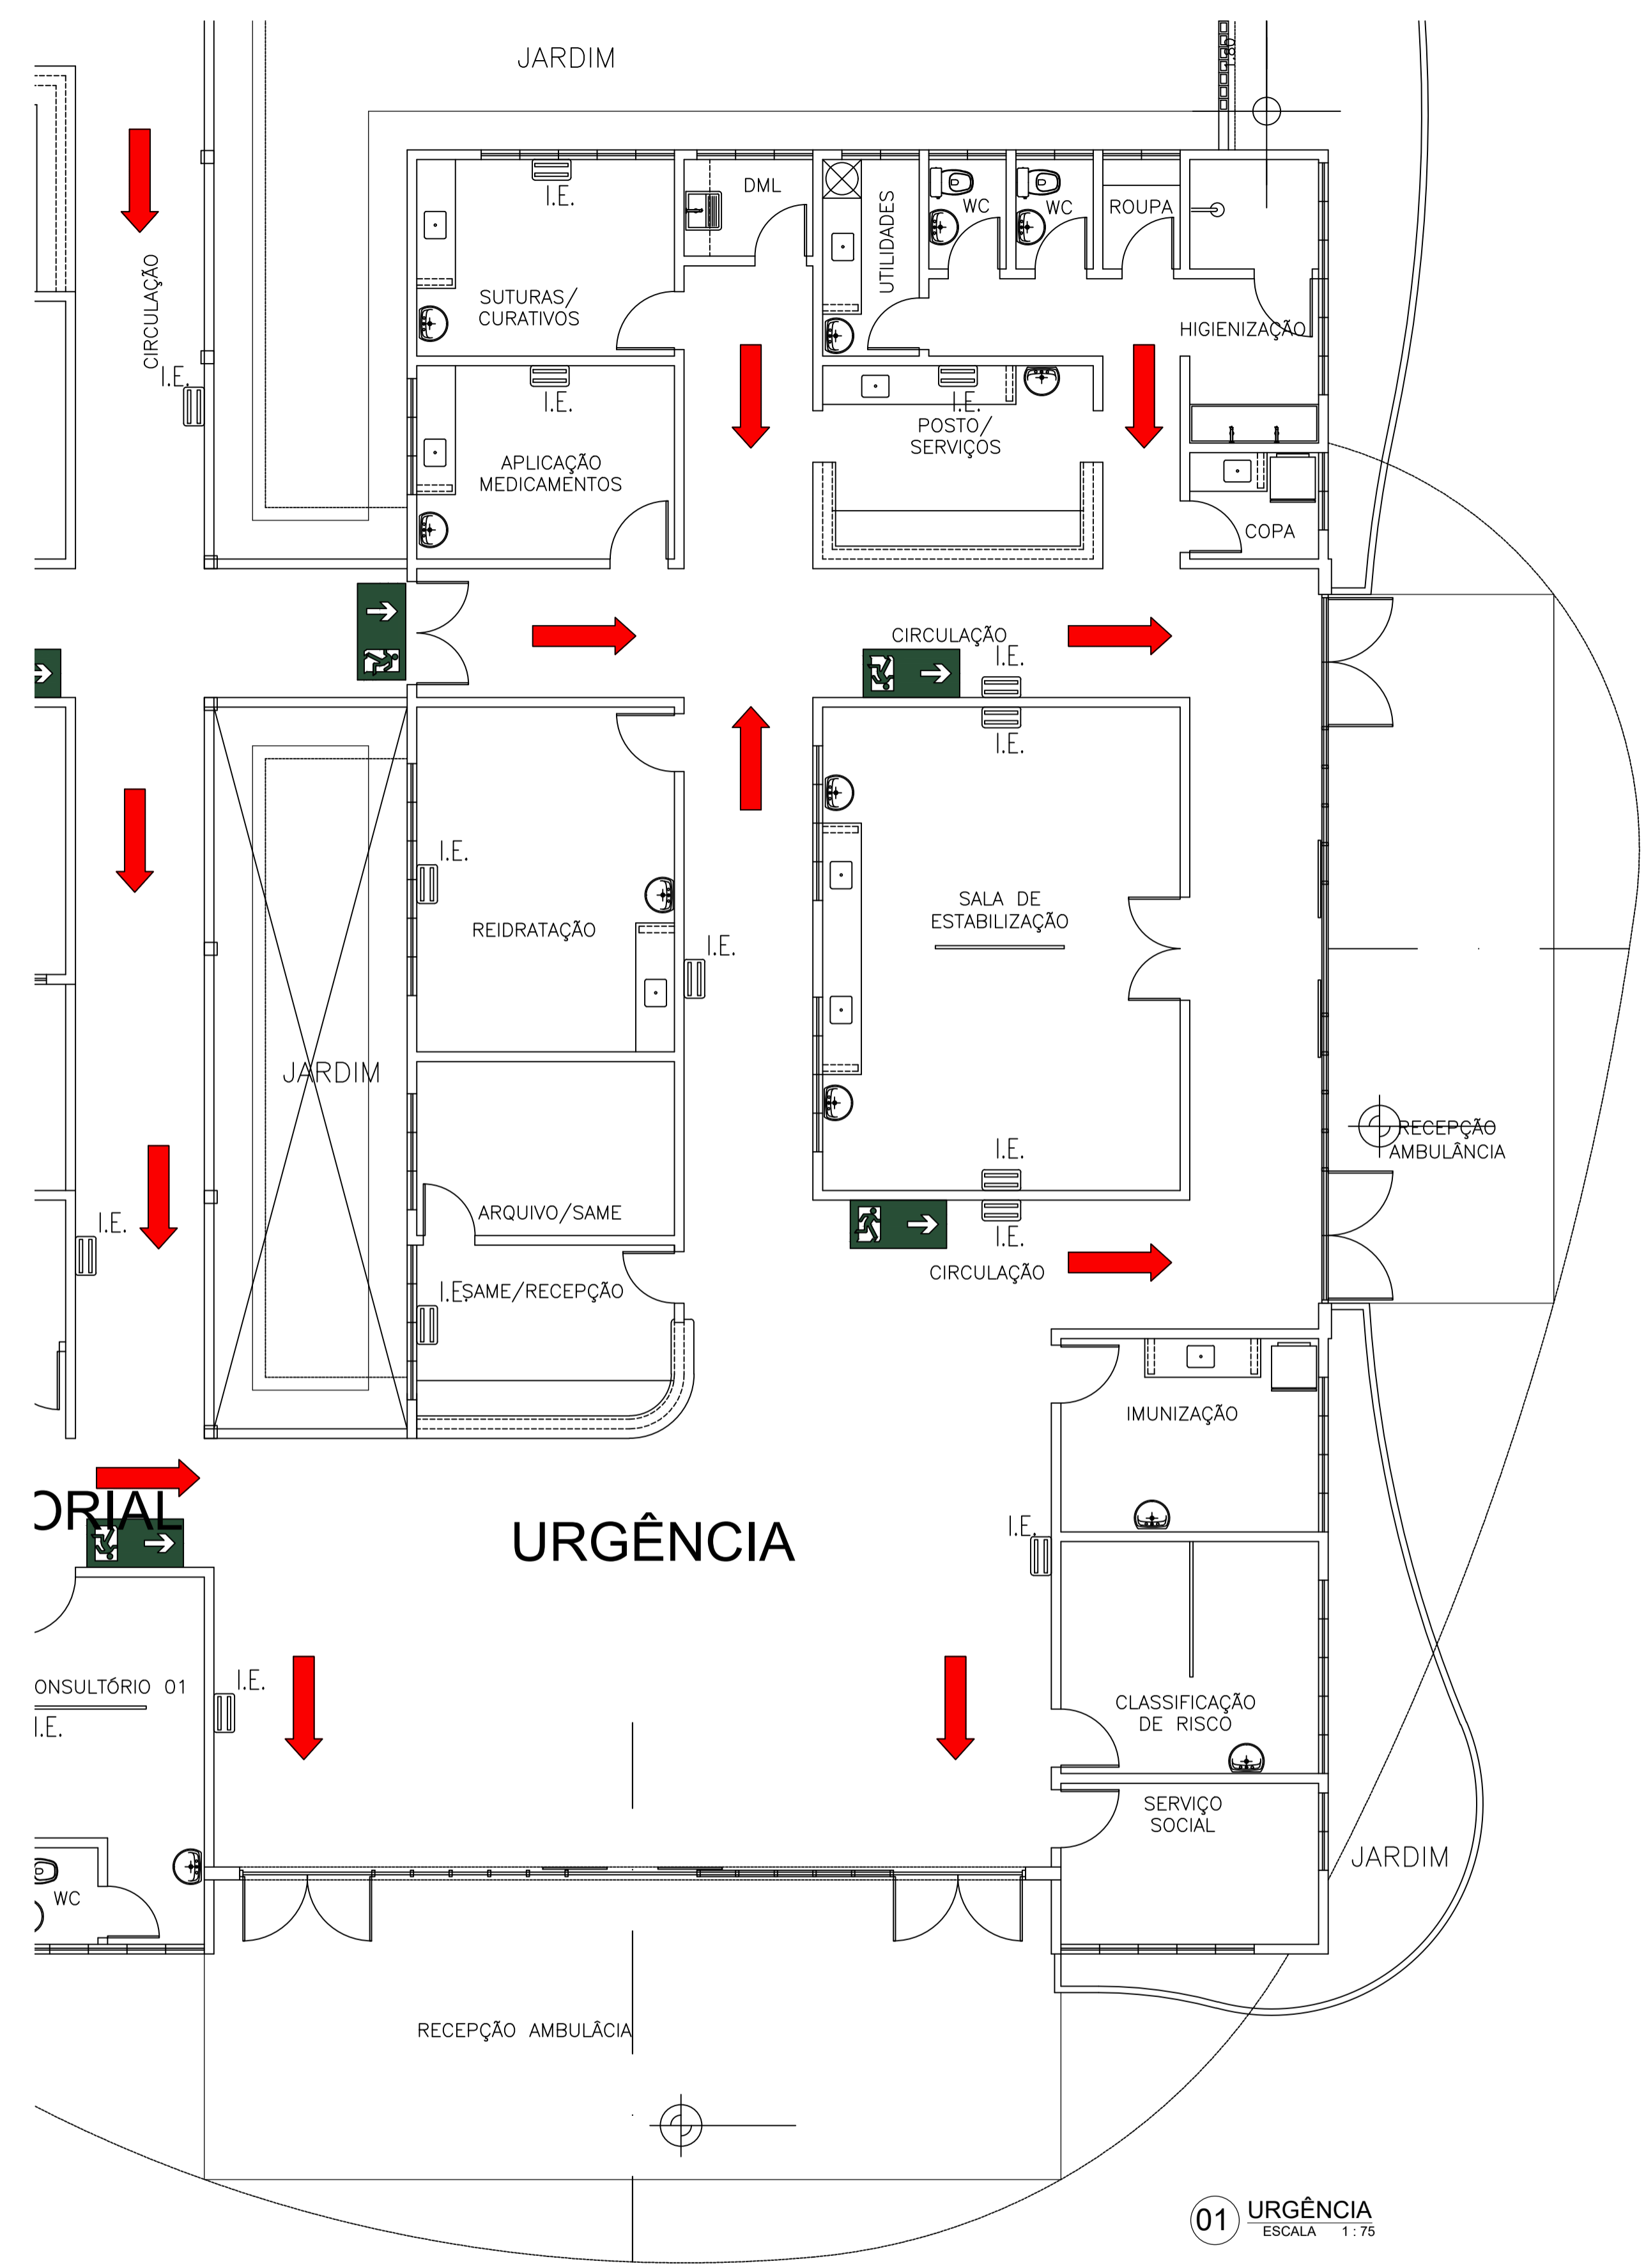 JARDIM
1.80
I.E.
DML
UTILIDADES
WC
WC
ROUPA
CIRCULAÇÃO
SUTURAS/
CURATIVOS
HIGIENIZAÇÃO
I.E.
I.E.
I.E.
POSTO/
SERVIÇOS
APLICAÇÃO
MEDICAMENTOS
COPA
CIRCULAÇÃO
I.E.
I.E.
I.E.
SALA DE
ESTABILIZAÇÃO
REIDRATAÇÃO
I.E.
JARDIM
RECEPÇÃO
AMBULÂNCIA
I.E.
ARQUIVO/SAME
I.E.
I.E.
CIRCULAÇÃO
I.E.
SAME/RECEPÇÃO
IMUNIZAÇÃO
ORIAL
URGÊNCIA
I.E.
ONSULTÓRIO 01
I.E.
I.E.
CLASSIFICAÇÃO
DE RISCO
SERVIÇO
SOCIAL
JARDIM
WC
RECEPÇÃO AMBULÂCIA
01
URGÊNCIA
ESCALA 1 : 75